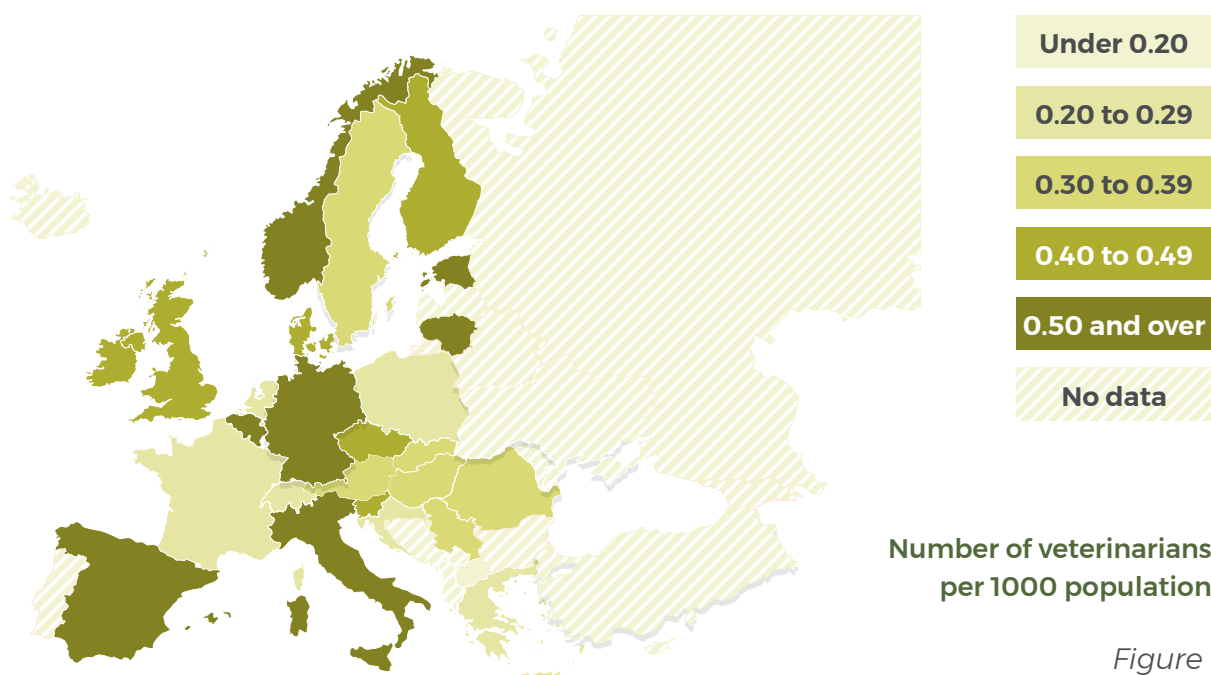 Under 0.20
0.20 to 0.29
0.30 to 0.39
0.40 to 0.49
0.50 and over
No data
Number of veterinarians
per 1000 population
Figure